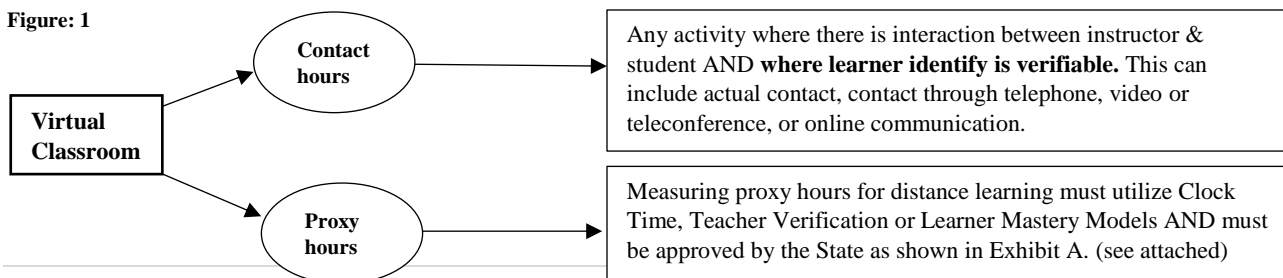 Figure: 1
Contact
hours
Any activity where there is interaction between instructor &
student AND where learner identify is verifiable. This can
include actual contact, contact through telephone, video or
teleconference, or online communication.
Virtual
Classroom
Proxy
hours
Measuring proxy hours for distance learning must utilize Clock
Time, Teacher Verification or Learner Mastery Models AND must
be approved by the State as shown in Exhibit A. (see attached)